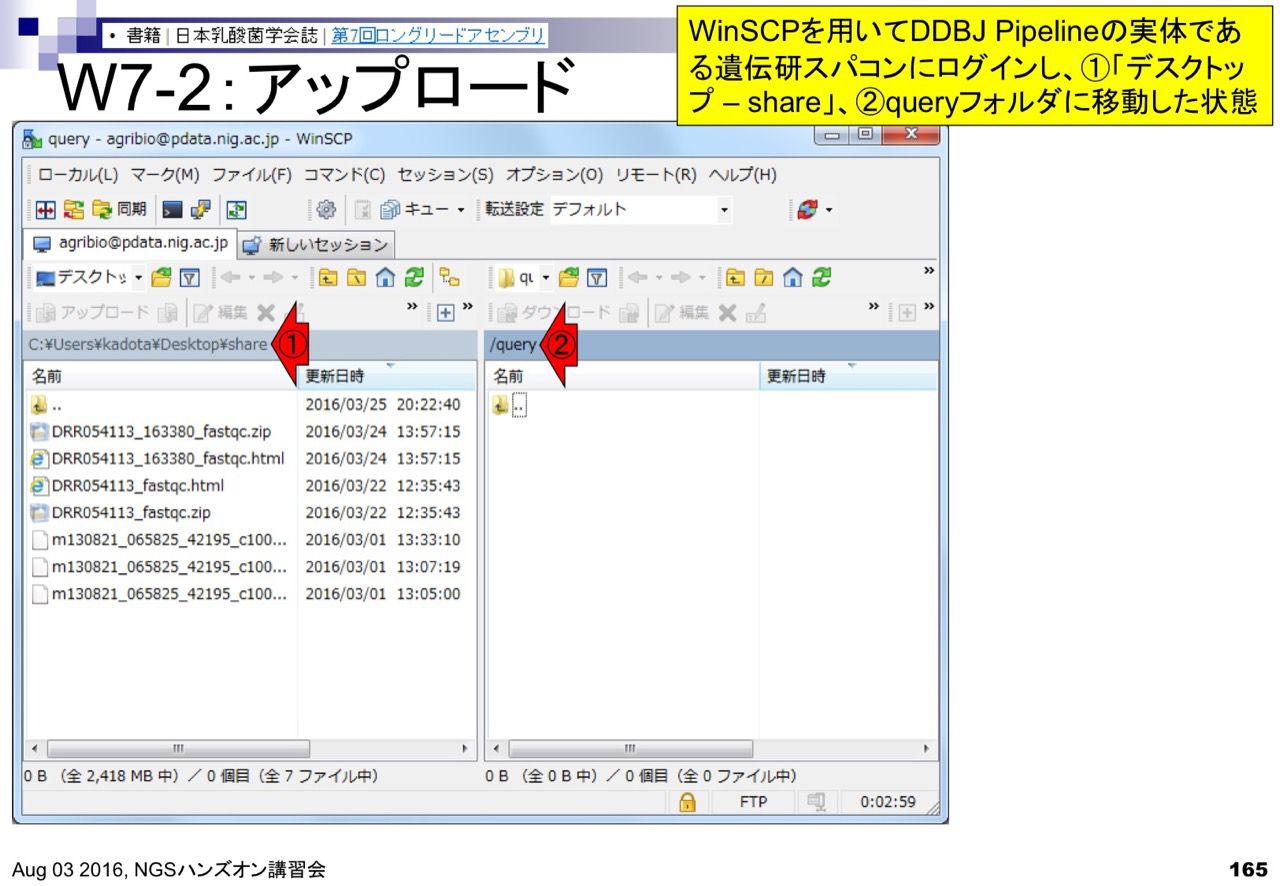 • 書籍 | 日本乳酸菌学会誌 | 第7回ロングリードアセンブリ
W7-2:アップロード
WinSCPを用いてDDBJ Pipelineの実体であ
る遺伝研スパコンにログインし、①「デスクトッ
プ – share」、②queryフォルダに移動した状態
query - agribio@pdata.nig.ac.jp - WinSCP
ローカル(L) マーク(M) ファイル(F) コマンド(C) セッション(S) オプション(O) リモート(R) ヘルプ(H)
同期 キュー 転送設定 デフォルト
agribio@pdata.nig.ac.jp 新しいセッション
デスクトッ qu
アップロード 編集 ダウンロード 編集
C:¥Users¥kadota¥Desktop¥share ① /query ②
名前 更新日時 名前 更新日時
.. 2016/03/25 20:22:40 ..
DRR054113_163380_fastqc.zip 2016/03/24 13:57:15
DRR054113_163380_fastqc.html 2016/03/24 13:57:15
DRR054113_fastqc.html 2016/03/22 12:35:43
DRR054113_fastqc.zip 2016/03/22 12:35:43
m130821_065825_42195_c100... 2016/03/01 13:33:10
m130821_065825_42195_c100... 2016/03/01 13:07:19
m130821_065825_42195_c100... 2016/03/01 13:05:00
0 B (全 2,418 MB 中) / 0 個目 (全 7 ファイル中) 0 B (全 0 B 中) / 0 個目 (全 0 ファイル中)
FTP 0:02:59
Aug 03 2016, NGSハンズオン講習会 165